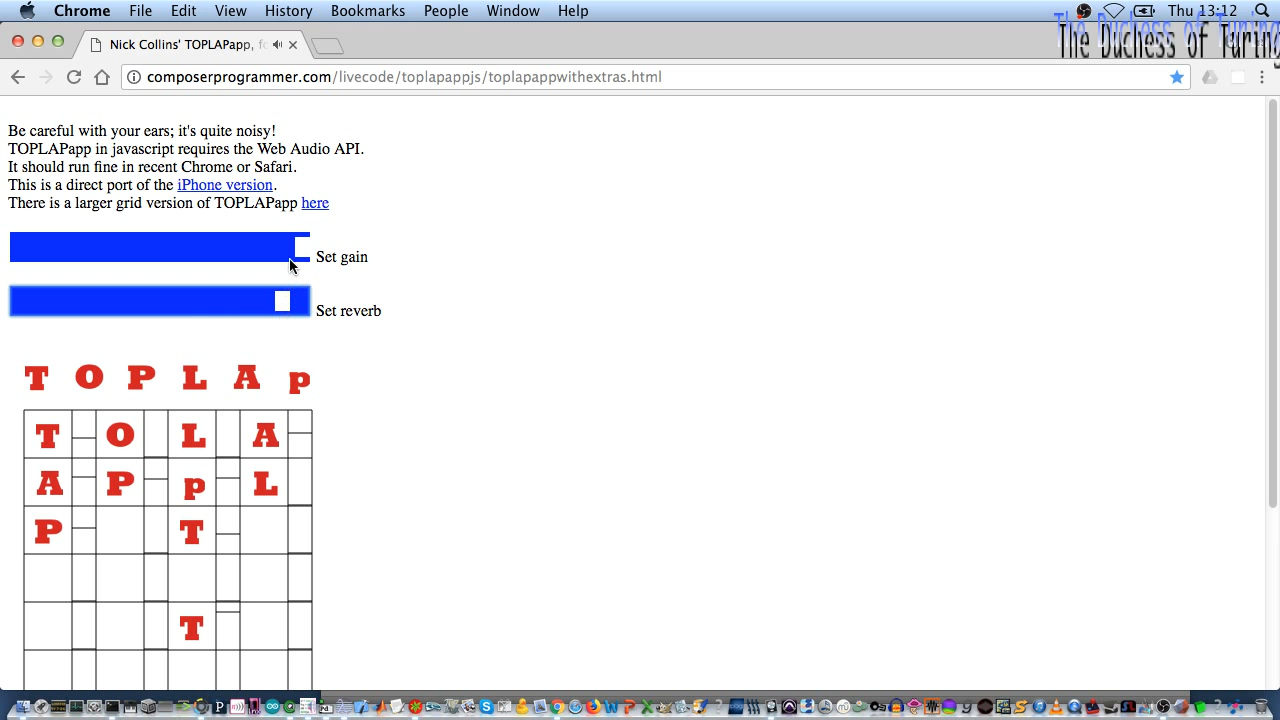 Chrome File Edit View History Bookmarks People Window Help Thu 13:12
The Duchess of Turing
Nick Collins' TOPLAPapp, fo
composerprogrammer.com/livecode/toplapappjs/toplapappwithextras.html
Be careful with your ears; it's quite noisy!
TOPLAPapp in javascript requires the Web Audio API.
It should run fine in recent Chrome or Safari.
This is a direct port of the iPhone version.
There is a larger grid version of TOPLAPapp here
Set gain
Set reverb
T O P L A p
T O L A
A P p L
P T
T